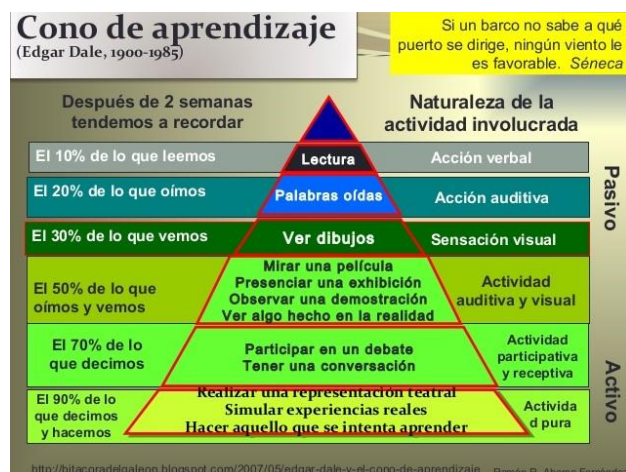 Cono de aprendizaje
(Edgar Dale, 1900-1985)
Si un barco no sabe a qué
puerto se dirige, ningún viento le
es favorable. Séneca
Después de 2 semanas
tendemos a recordar
Naturaleza de la
actividad involucrada
El 10% de lo que leemos
Lectura
Acción verbal
El 20% de lo que oímos
Palabras oídas
Acción auditiva
El 30% de lo que vemos
Ver dibujos
Sensación visual
Pasivo
El 50% de lo que
oímos y vemos
Mirar una película
Presenciar una exhibición
Observar una demostración
Ver algo hecho en la realidad
Actividad
auditiva y visual
El 70% de lo
que decimos
Participar en un debate
Tener una conversación
Actividad
participativa
y receptiva
El 90% de lo
que decimos
y hacemos
Realizar una representación teatral
Simular experiencias reales
Hacer aquello que se intenta aprender
Activida
d pura
Activo
http://bitacoradelgaleon.blogspot.com/2007/05/edgar-dale-y-el-cono-de-aprendizaje